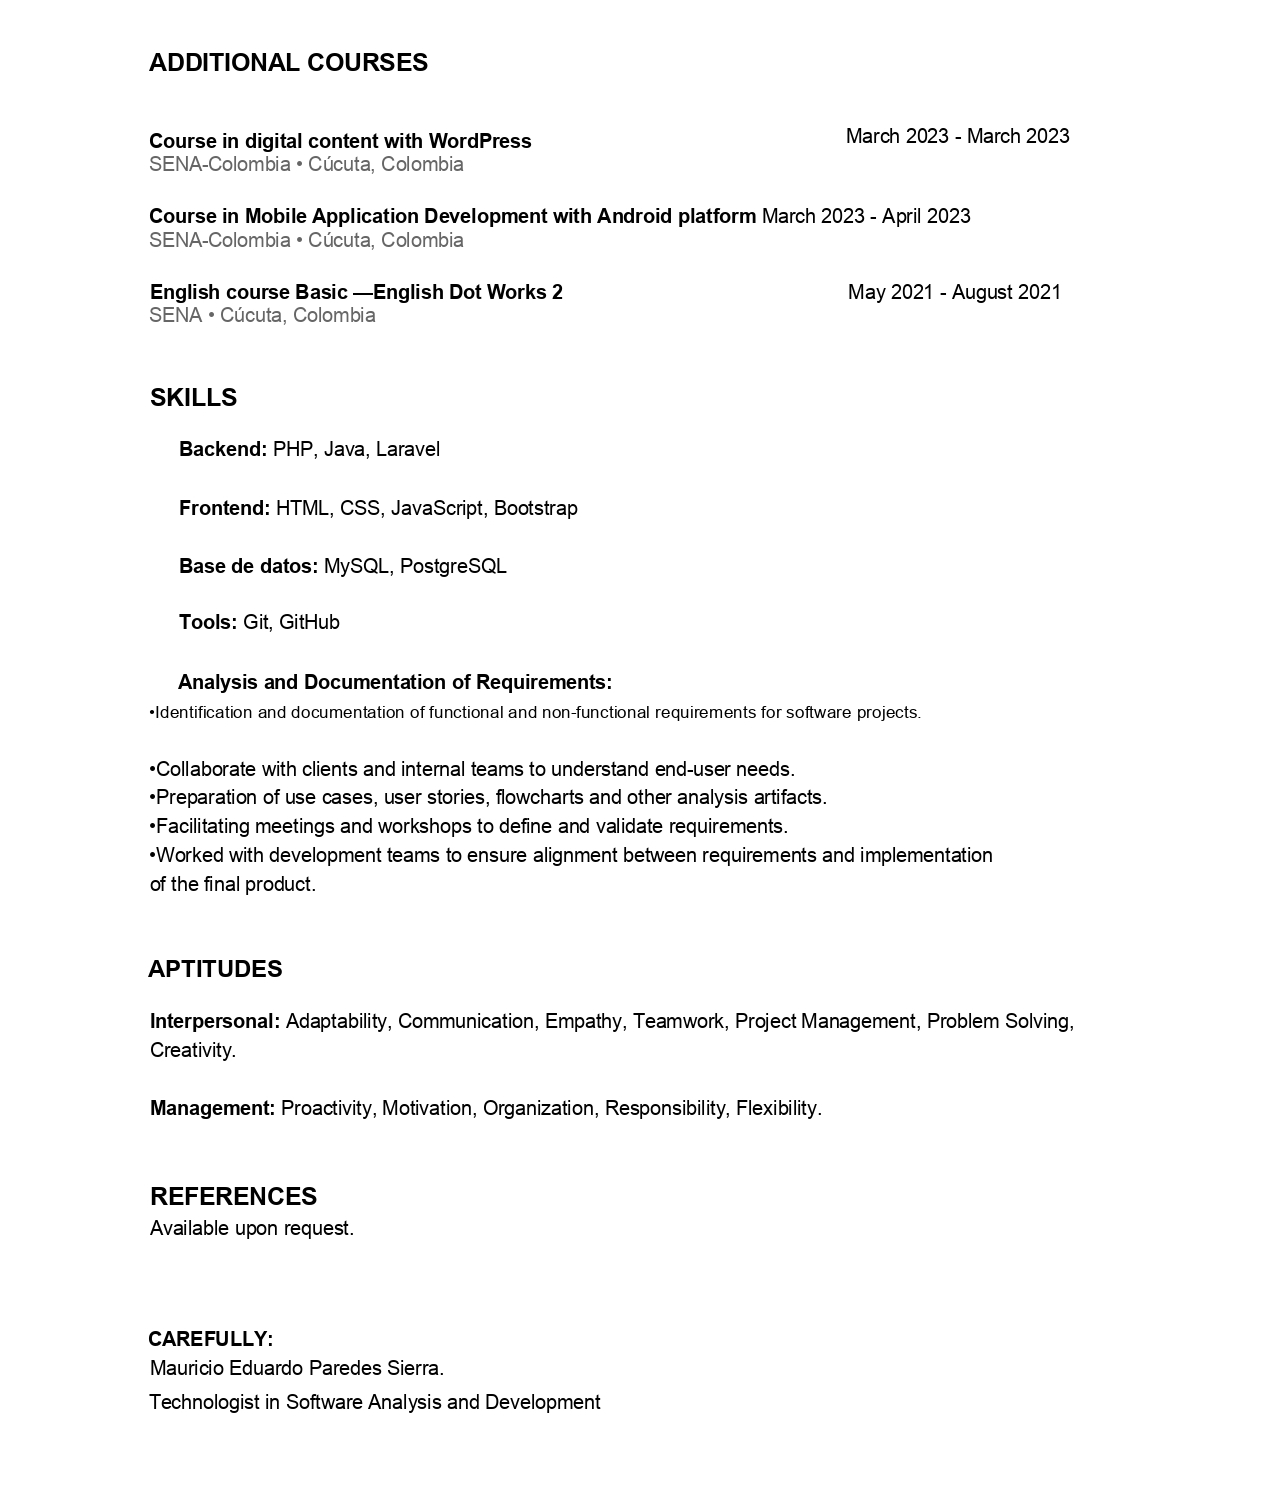 ADDITIONAL COURSES
Course in digital content with WordPress March 2023 - March 2023
SENA-Colombia • Cúcuta, Colombia
Course in Mobile Application Development with Android platform March 2023 - April 2023
SENA-Colombia • Cúcuta, Colombia
English course Basic —English Dot Works 2 May 2021 - August 2021
SENA • Cúcuta, Colombia
SKILLS
Backend: PHP, Java, Laravel
Frontend: HTML, CSS, JavaScript, Bootstrap
Base de datos: MySQL, PostgreSQL
Tools: Git, GitHub
Analysis and Documentation of Requirements:
•Identification and documentation of functional and non-functional requirements for software projects.
•Collaborate with clients and internal teams to understand end-user needs.
•Preparation of use cases, user stories, flowcharts and other analysis artifacts.
•Facilitating meetings and workshops to define and validate requirements.
•Worked with development teams to ensure alignment between requirements and implementation
of the final product.
APTITUDES
Interpersonal: Adaptability, Communication, Empathy, Teamwork, Project Management, Problem Solving,
Creativity.
Management: Proactivity, Motivation, Organization, Responsibility, Flexibility.
REFERENCES
Available upon request.
CAREFULLY:
Mauricio Eduardo Paredes Sierra.
Technologist in Software Analysis and Development